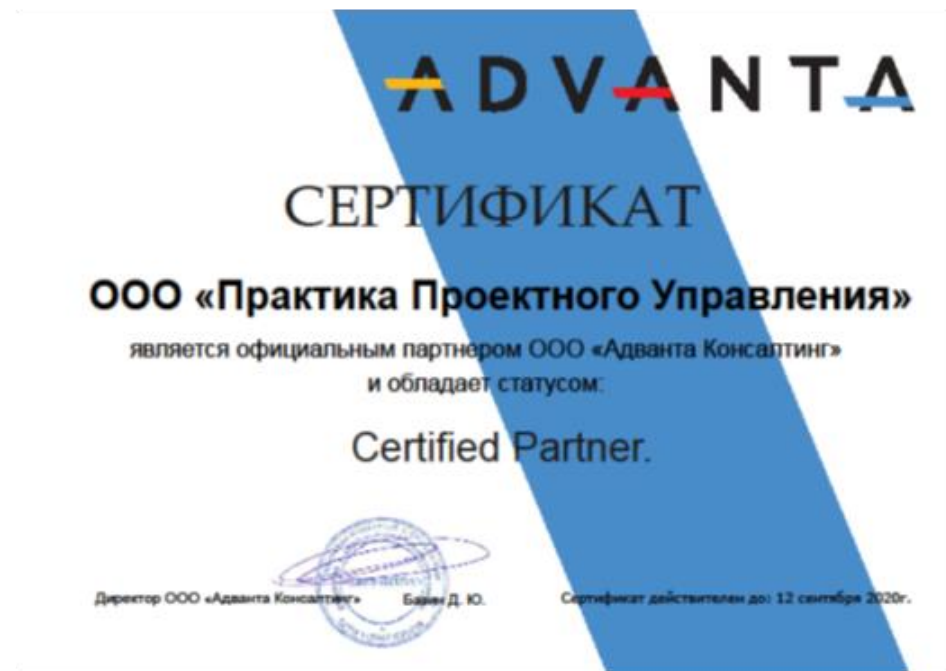 ADVANTA
СЕРТИФИКАТ
ООО «Практика Проектного Управления»
является официальным партнером ООО «Адванта Консалтинг»
и обладает статусом:
Certified Partner.
Директор ООО «Адванта Консалтинг» Д. Ю. Сертификат действителен до: 12 сентября 2020г.